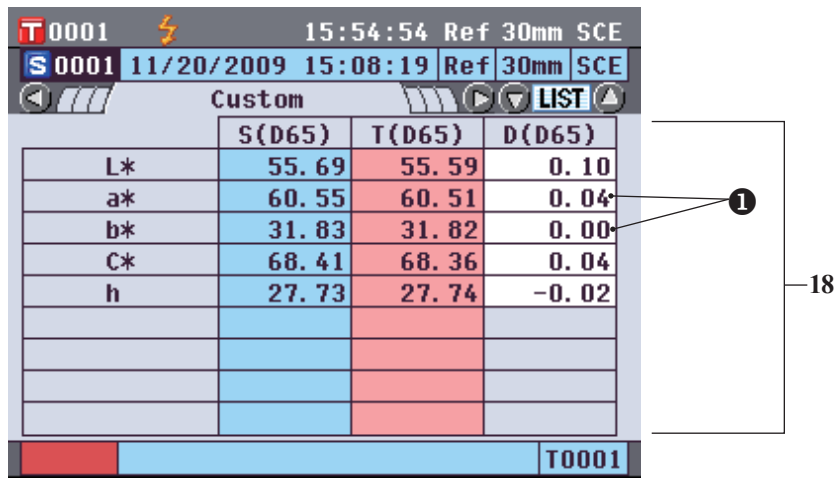 T 0001 15:54:54 Ref 30mm SCE
S 0001 11/20/2009 15:08:19 Ref 30mm SCE
Custom LIST
S(D65) T(D65) D(D65)
L* 55.69 55.59 0.10
a* 60.55 60.51 0.04
b* 31.83 31.82 0.00
C* 68.41 68.36 0.04
h 27.73 27.74 -0.02
T0001
1
18